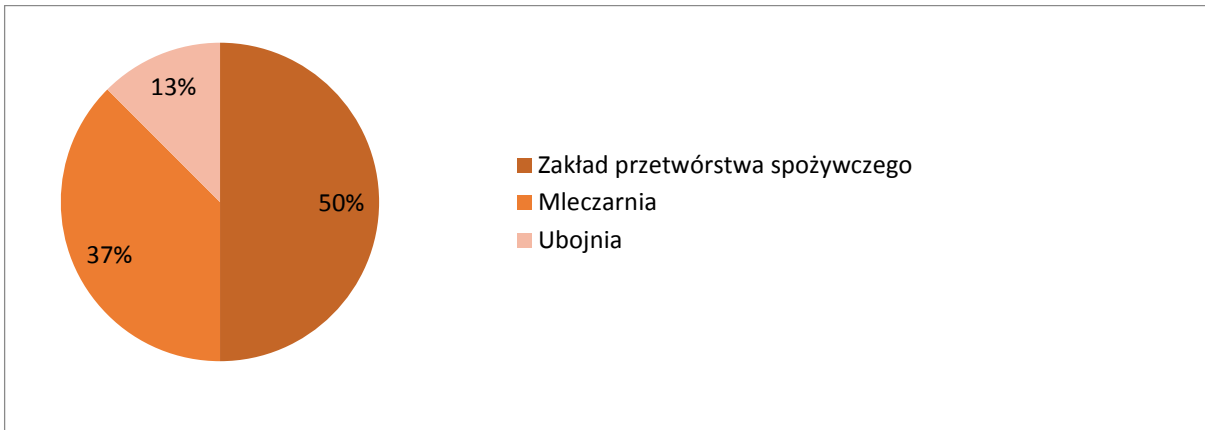 13%
50%
37%
Zakład przetwórstwa spożywczego
Mleczarnia
Ubojnia